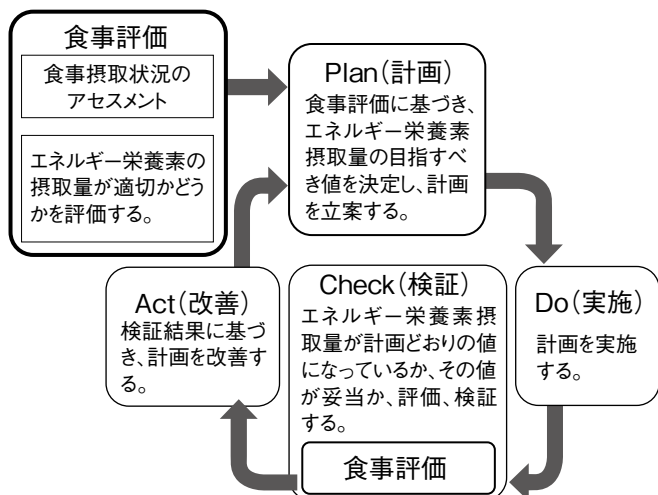 食事評価
食事摂取状況の
アセスメント
エネルギー栄養素の
摂取量が適切かどう
かを評価する。
Plan(計画)
食事評価に基づき、
エネルギー栄養素
摂取量の目指すべ
き値を決定し、計画
を立案する。
Do(実施)
計画を実施
する。
Check(検証)
エネルギー栄養素摂
取量が計画どおりの値
になっているか、その値
が妥当か、評価、検証
する。
食事評価
Act(改善)
検証結果に基づ
き、計画を改善す
る。